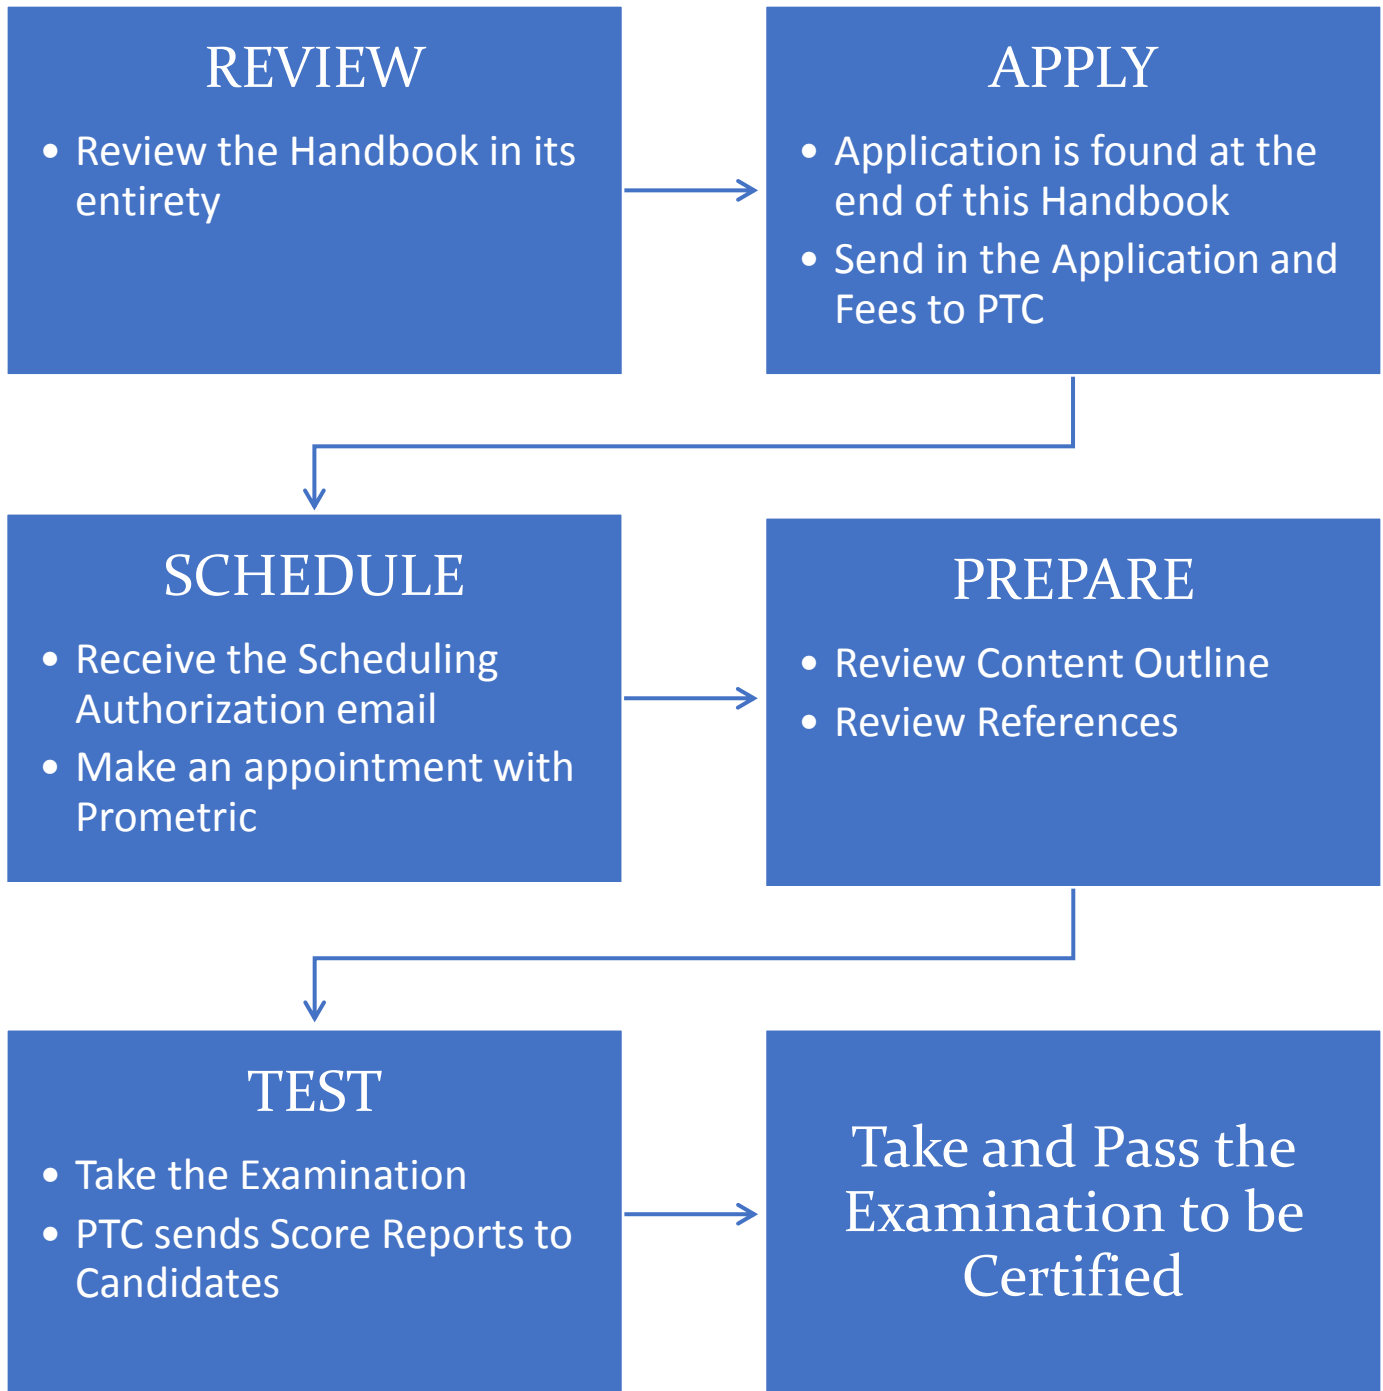 REVIEW
• Review the Handbook in its
entirety
APPLY
• Application is found at the
end of this Handbook
• Send in the Application and
Fees to PTC
SCHEDULE
• Receive the Scheduling
Authorization email
• Make an appointment with
Prometric
PREPARE
• Review Content Outline
• Review References
TEST
• Take the Examination
• PTC sends Score Reports to
Candidates
Take and Pass the
Examination to be
Certified